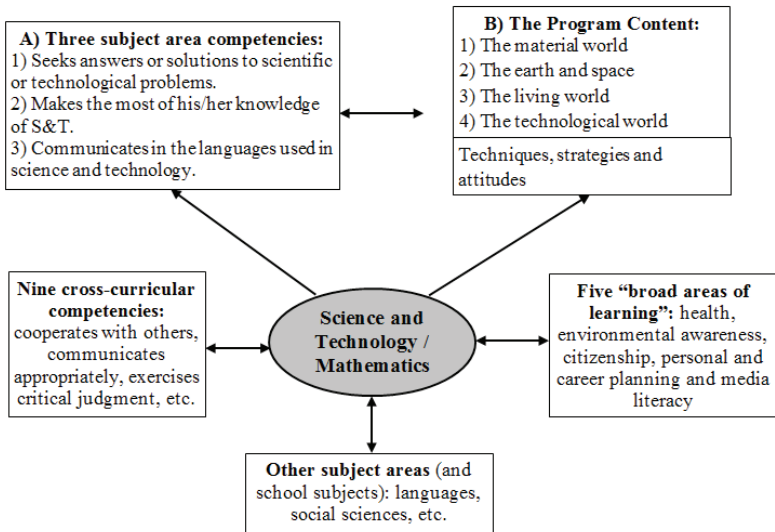 A) Three subject area competencies:
1) Seeks answers or solutions to scientific
or technological problems.
2) Makes the most of his/her knowledge
of S&T.
3) Communicates in the languages used in
science and technology.
B) The Program Content:
1) The material world
2) The earth and space
3) The living world
4) The technological world
Techniques, strategies and
attitudes
Nine cross-curricular
competencies:
cooperates with others,
communicates
appropriately, exercises
critical judgment, etc.
Science and
Technology /
Mathematics
Five “broad areas of
learning”: health,
environmental awareness,
citizenship, personal and
career planning and media
literacy
Other subject areas (and
school subjects): languages,
social sciences, etc.